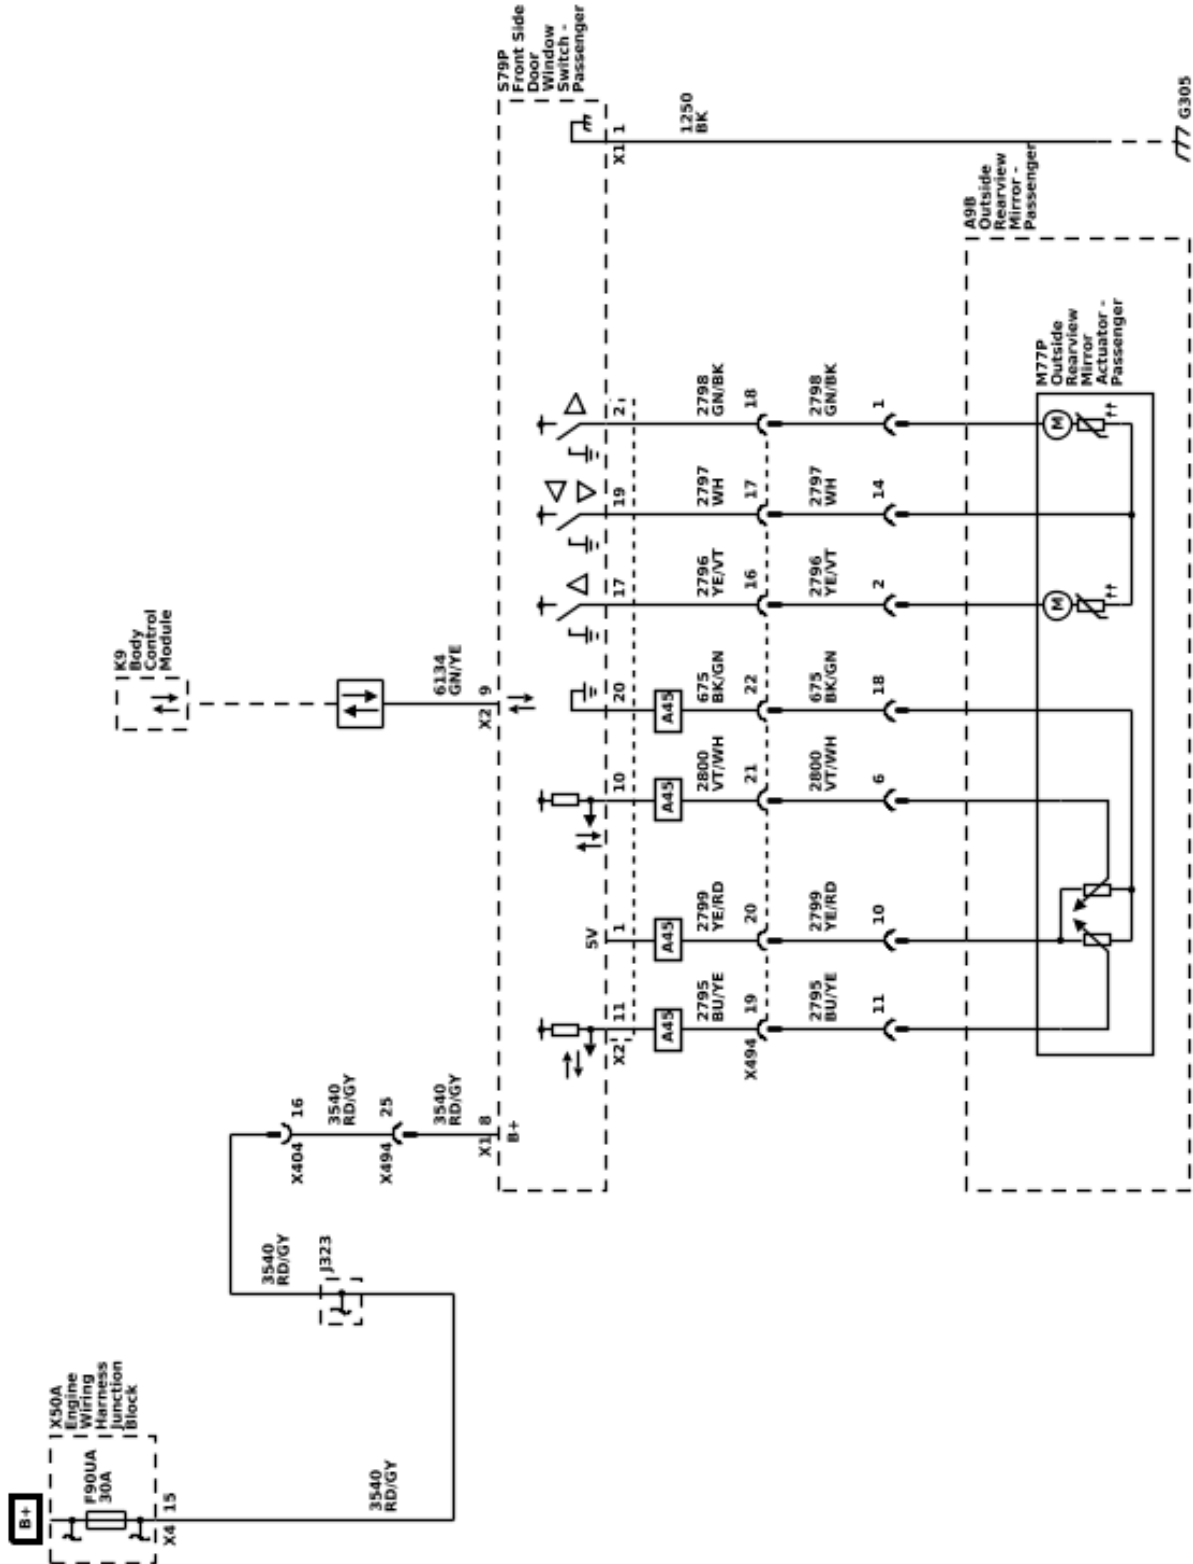 B+
F90UA
30A
X50A
Engine
Wiring
Harness
Junction
Block
X4 15
3540
RD/GY
3540
RD/GY
J323
X404 16
3540
RD/GY
X494 25
3540
RD/GY
X1 8
B+
K9
Body
Control
Module
6134
GN/YE
X2 9
S79P
Front Side
Door
Window
Switch -
Passenger
5V
X2 11
1
10
20
17
19
2
X1 1
A45
A45
A45
A45
2795
BU/YE
2799
YE/RD
2800
VT/WH
675
BK/GN
2796
YE/VT
2797
WH
2798
GN/BK
1250
BK
X494 19
20
21
22
16
17
18
2795
BU/YE
2799
YE/RD
2800
VT/WH
675
BK/GN
2796
YE/VT
2797
WH
2798
GN/BK
11
10
6
18
2
14
1
A9B
Outside
Rearview
Mirror -
Passenger
M77P
Outside
Rearview
Mirror
Actuator -
Passenger
M
M
G305